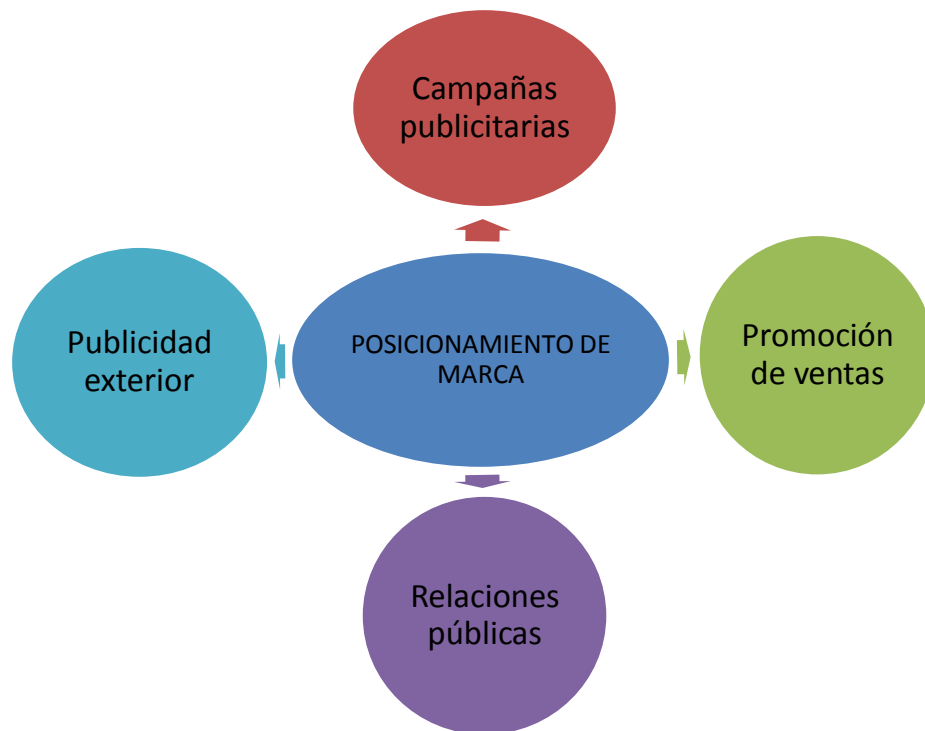 Campañas
publicitarias
Publicidad
exterior
POSICIONAMIENTO DE
MARCA
Promoción
de ventas
Relaciones
públicas